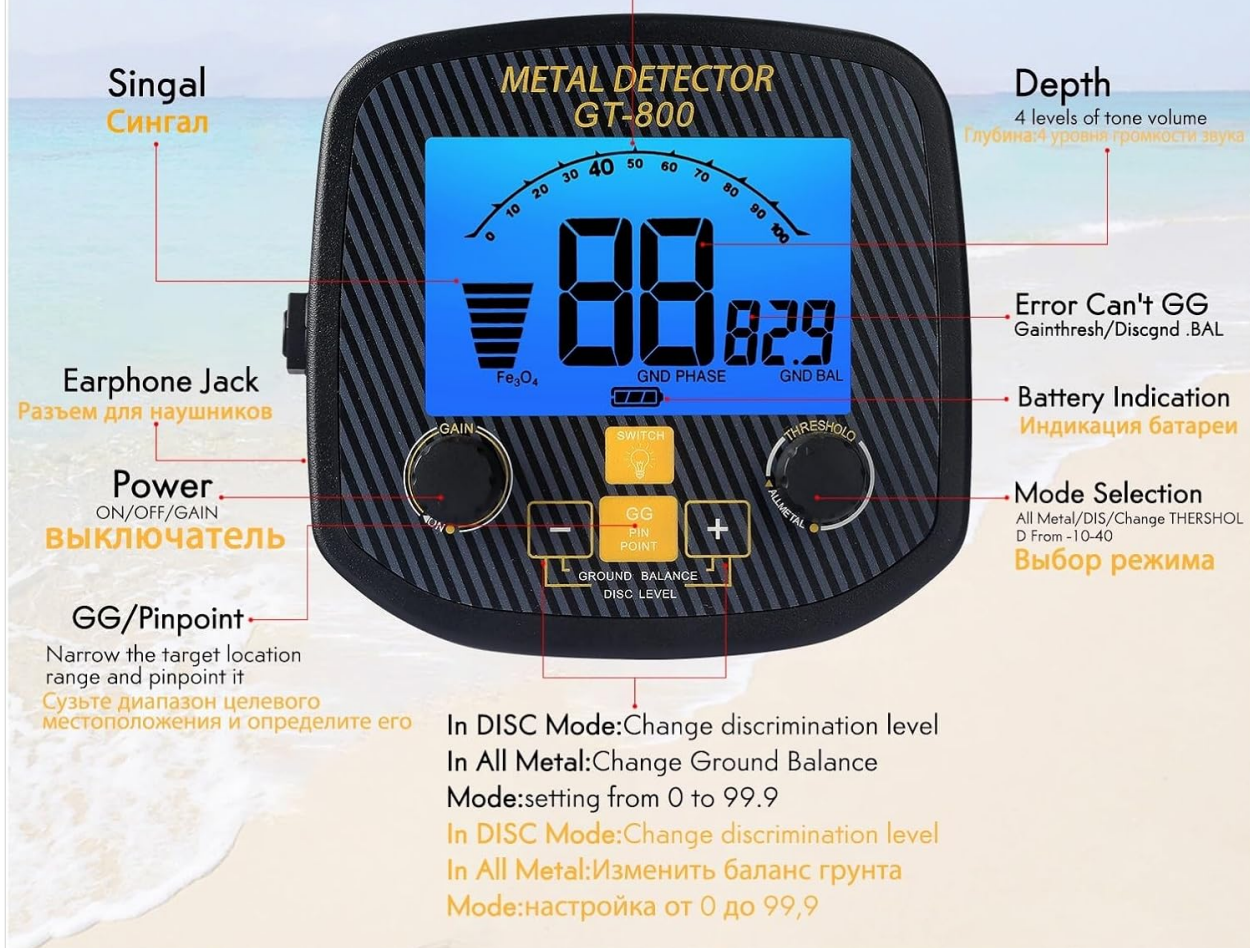 METAL DETECTOR
GT-800
Singal
Сингал
Depth
4 levels of tone volume
Глубина:4 уровня громкости звука
0 10 20 30 40 50 60 70 80 90 100
88
82.9
Fe₃O₄
GND PHASE
GND BAL
Error Can't GG
Gainthresh/Discgnd .BAL
Earphone Jack
Разъем для наушников
Battery Indication
Индикация батареи
GAIN
ON
SWITCH
THRESHOLO
ALLMETAL
Power
ON/OFF/GAIN
выключатель
Mode Selection
All Metal/DIS/Change THERSHOL
D From -10-40
Выбор режима
−
GG
PIN
POINT
+
GROUND BALANCE
DISC LEVEL
GG/Pinpoint
Narrow the target location
range and pinpoint it
Сузьте диапазон целевого
местоположения и определите его
In DISC Mode:Change discrimination level
In All Metal:Change Ground Balance
Mode:setting from 0 to 99.9
In DISC Mode:Change discrimination level
In All Metal:Изменить баланс грунта
Mode:настройка от 0 до 99,9